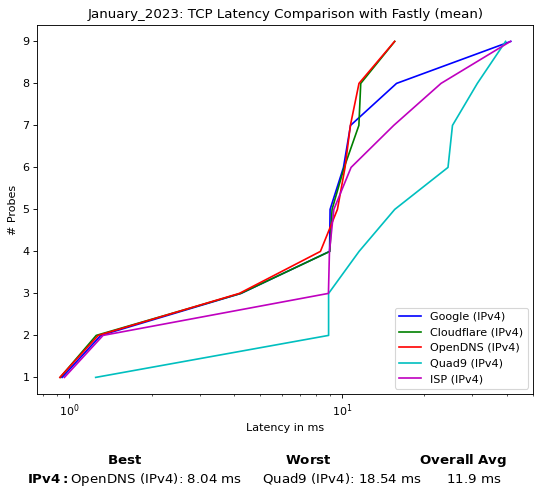 January_2023: TCP Latency Comparison with Fastly (mean)
# Probes
9
8
7
6
5
4
3
2
1
10^0
10^1
Latency in ms
Google (IPv4)
Cloudflare (IPv4)
OpenDNS (IPv4)
Quad9 (IPv4)
ISP (IPv4)
Best Worst Overall Avg
IPv4: OpenDNS (IPv4): 8.04 ms Quad9 (IPv4): 18.54 ms 11.9 ms